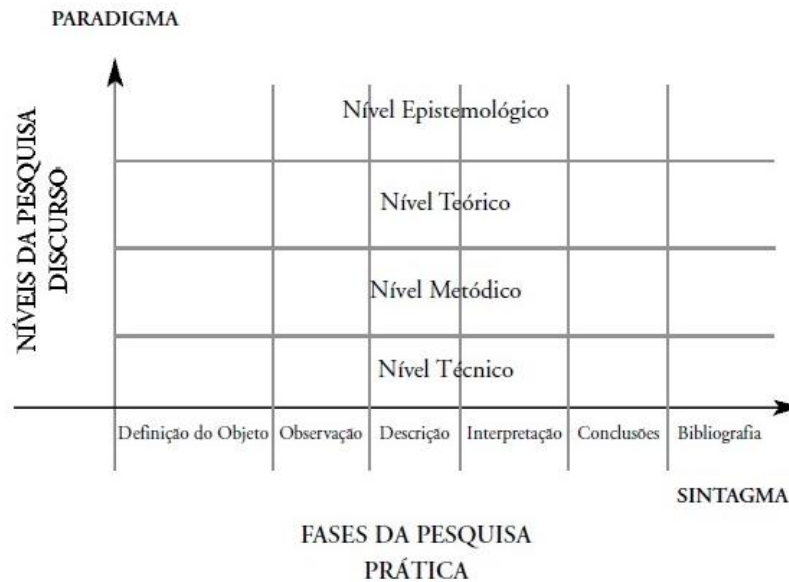 PARADIGMA
NÍVEIS DA PESQUISA
DISCURSO
Nível Epistemológico
Nível Teórico
Nível Metódico
Nível Técnico
Definição do Objeto Observação Descrição Interpretação Conclusões Bibliografia
SINTAGMA
FASES DA PESQUISA
PRÁTICA